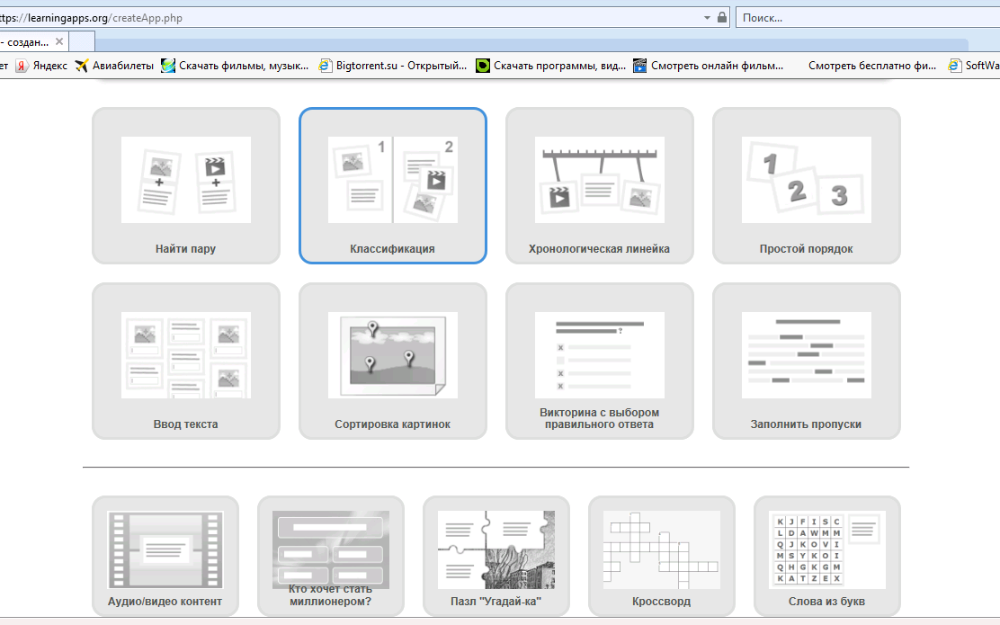 ttps://learningapps.org/createApp.php
Поиск...
- создан...
ет Яндекс Авиабилеты Скачать фильмы, музык... Bigtorrent.su - Открытый... Скачать программы, вид... Смотреть онлайн фильм... Смотреть бесплатно фи... SoftWa
1 2
1 2 3
Найти пару
Классификация
Хронологическая линейка
Простой порядок
?
x
x
x
Ввод текста
Сортировка картинок
Викторина с выбором
правильного ответа
Заполнить пропуски
K J F I S C
L D A W M M
Q J K O V I
M S Y K O I
Q H G K G M
K A T Z E X
Аудио/видео контент
Кто хочет стать
миллионером?
Пазл "Угадай-ка"
Кроссворд
Слова из букв